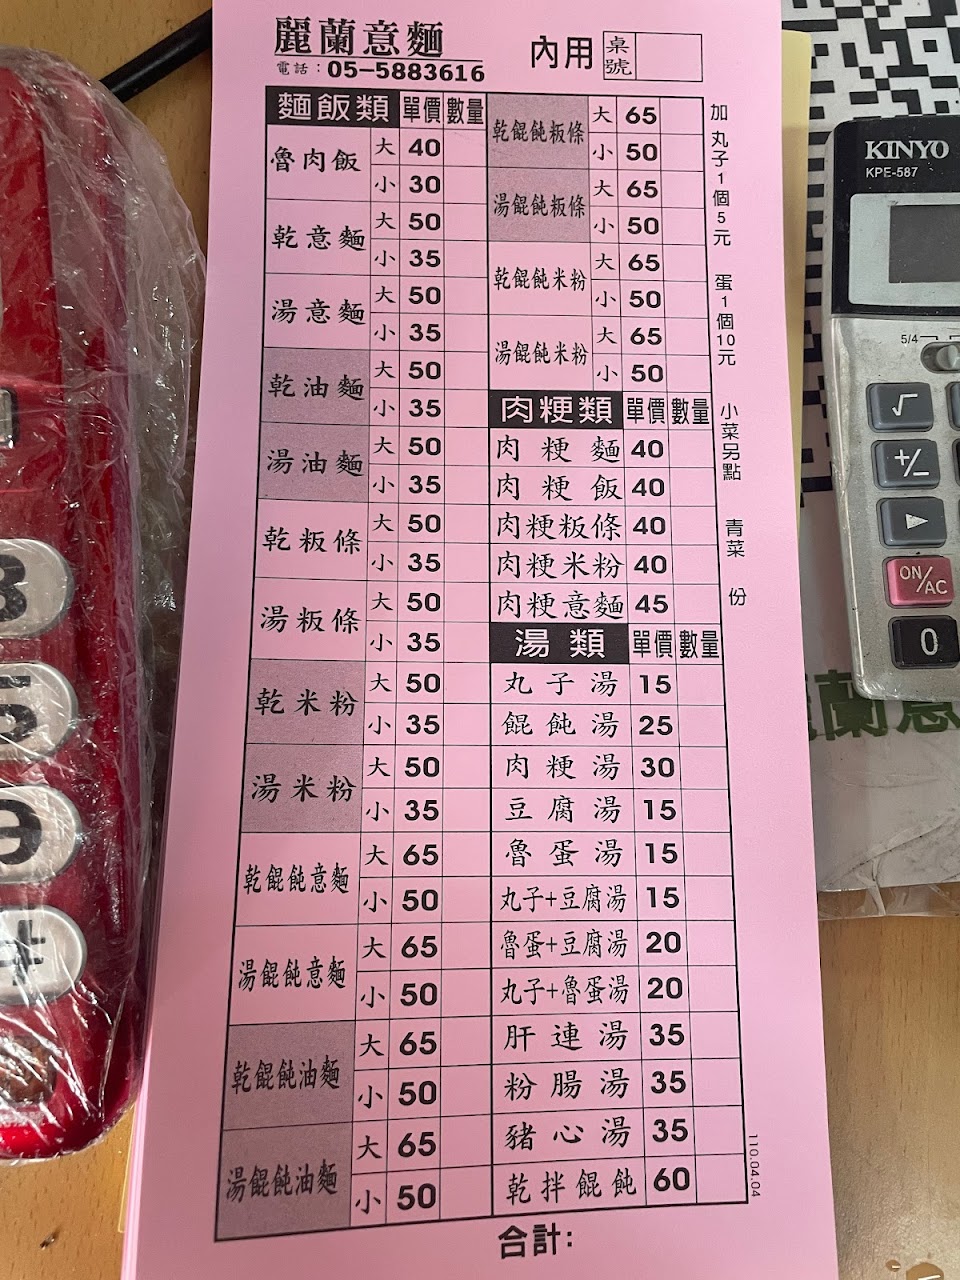 麗蘭意麵
電話：05-5883616
內用 桌號
麵飯類 單價 數量
魯肉飯 大 40
小 30
乾意麵 大 50
小 35
湯意麵 大 50
小 35
乾油麵 大 50
小 35
湯油麵 大 50
小 35
乾粄條 大 50
小 35
湯粄條 大 50
小 35
乾米粉 大 50
小 35
湯米粉 大 50
小 35
乾餛飩意麵 大 65
小 50
湯餛飩意麵 大 65
小 50
乾餛飩油麵 大 65
小 50
湯餛飩油麵 大 65
小 50
乾餛飩粄條 大 65
小 50
湯餛飩粄條 大 65
小 50
乾餛飩米粉 大 65
小 50
湯餛飩米粉 大 65
小 50
肉粳類 單價 數量
肉粳麵 40
肉粳飯 40
肉粳粄條 40
肉粳米粉 40
肉粳意麵 45
湯類 單價 數量
丸子湯 15
餛飩湯 25
肉粳湯 30
豆腐湯 15
魯蛋湯 15
丸子+豆腐湯 15
魯蛋+豆腐湯 20
丸子+魯蛋湯 20
肝連湯 35
粉腸湯 35
豬心湯 35
乾拌餛飩 60
合計：
加丸子1個5元 蛋1個10元 小菜另點 青菜 份
110.04.04
KINYO
KPE-587
5/4
√
+/−
▶
ON/AC
0
蘭意